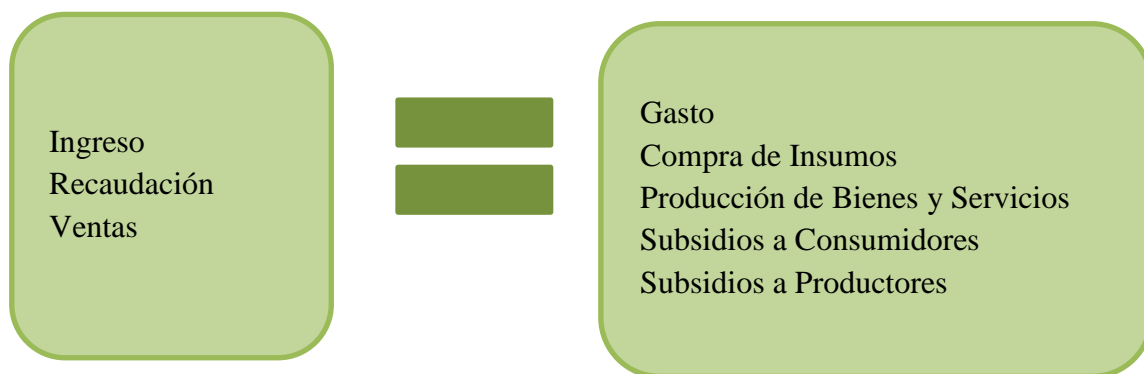 Ingreso
Recaudación
Ventas
Gasto
Compra de Insumos
Producción de Bienes y Servicios
Subsidios a Consumidores
Subsidios a Productores